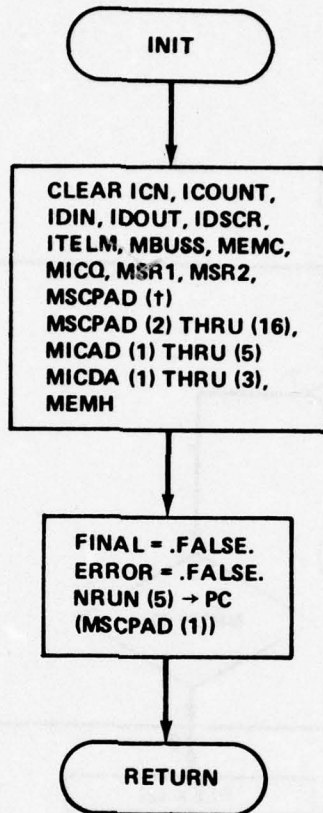 INIT
CLEAR ICN, ICOUNT,
IDIN, IDOUT, IDSCR,
ITELM, MBUSS, MEMC,
MICQ, MSR1, MSR2,
MSCPAD (†)
MSCPAD (2) THRU (16),
MICAD (1) THRU (5)
MICDA (1) THRU (3),
MEMH
FINAL = .FALSE.
ERROR = .FALSE.
NRUN (5) → PC
(MSCPAD (1))
RETURN